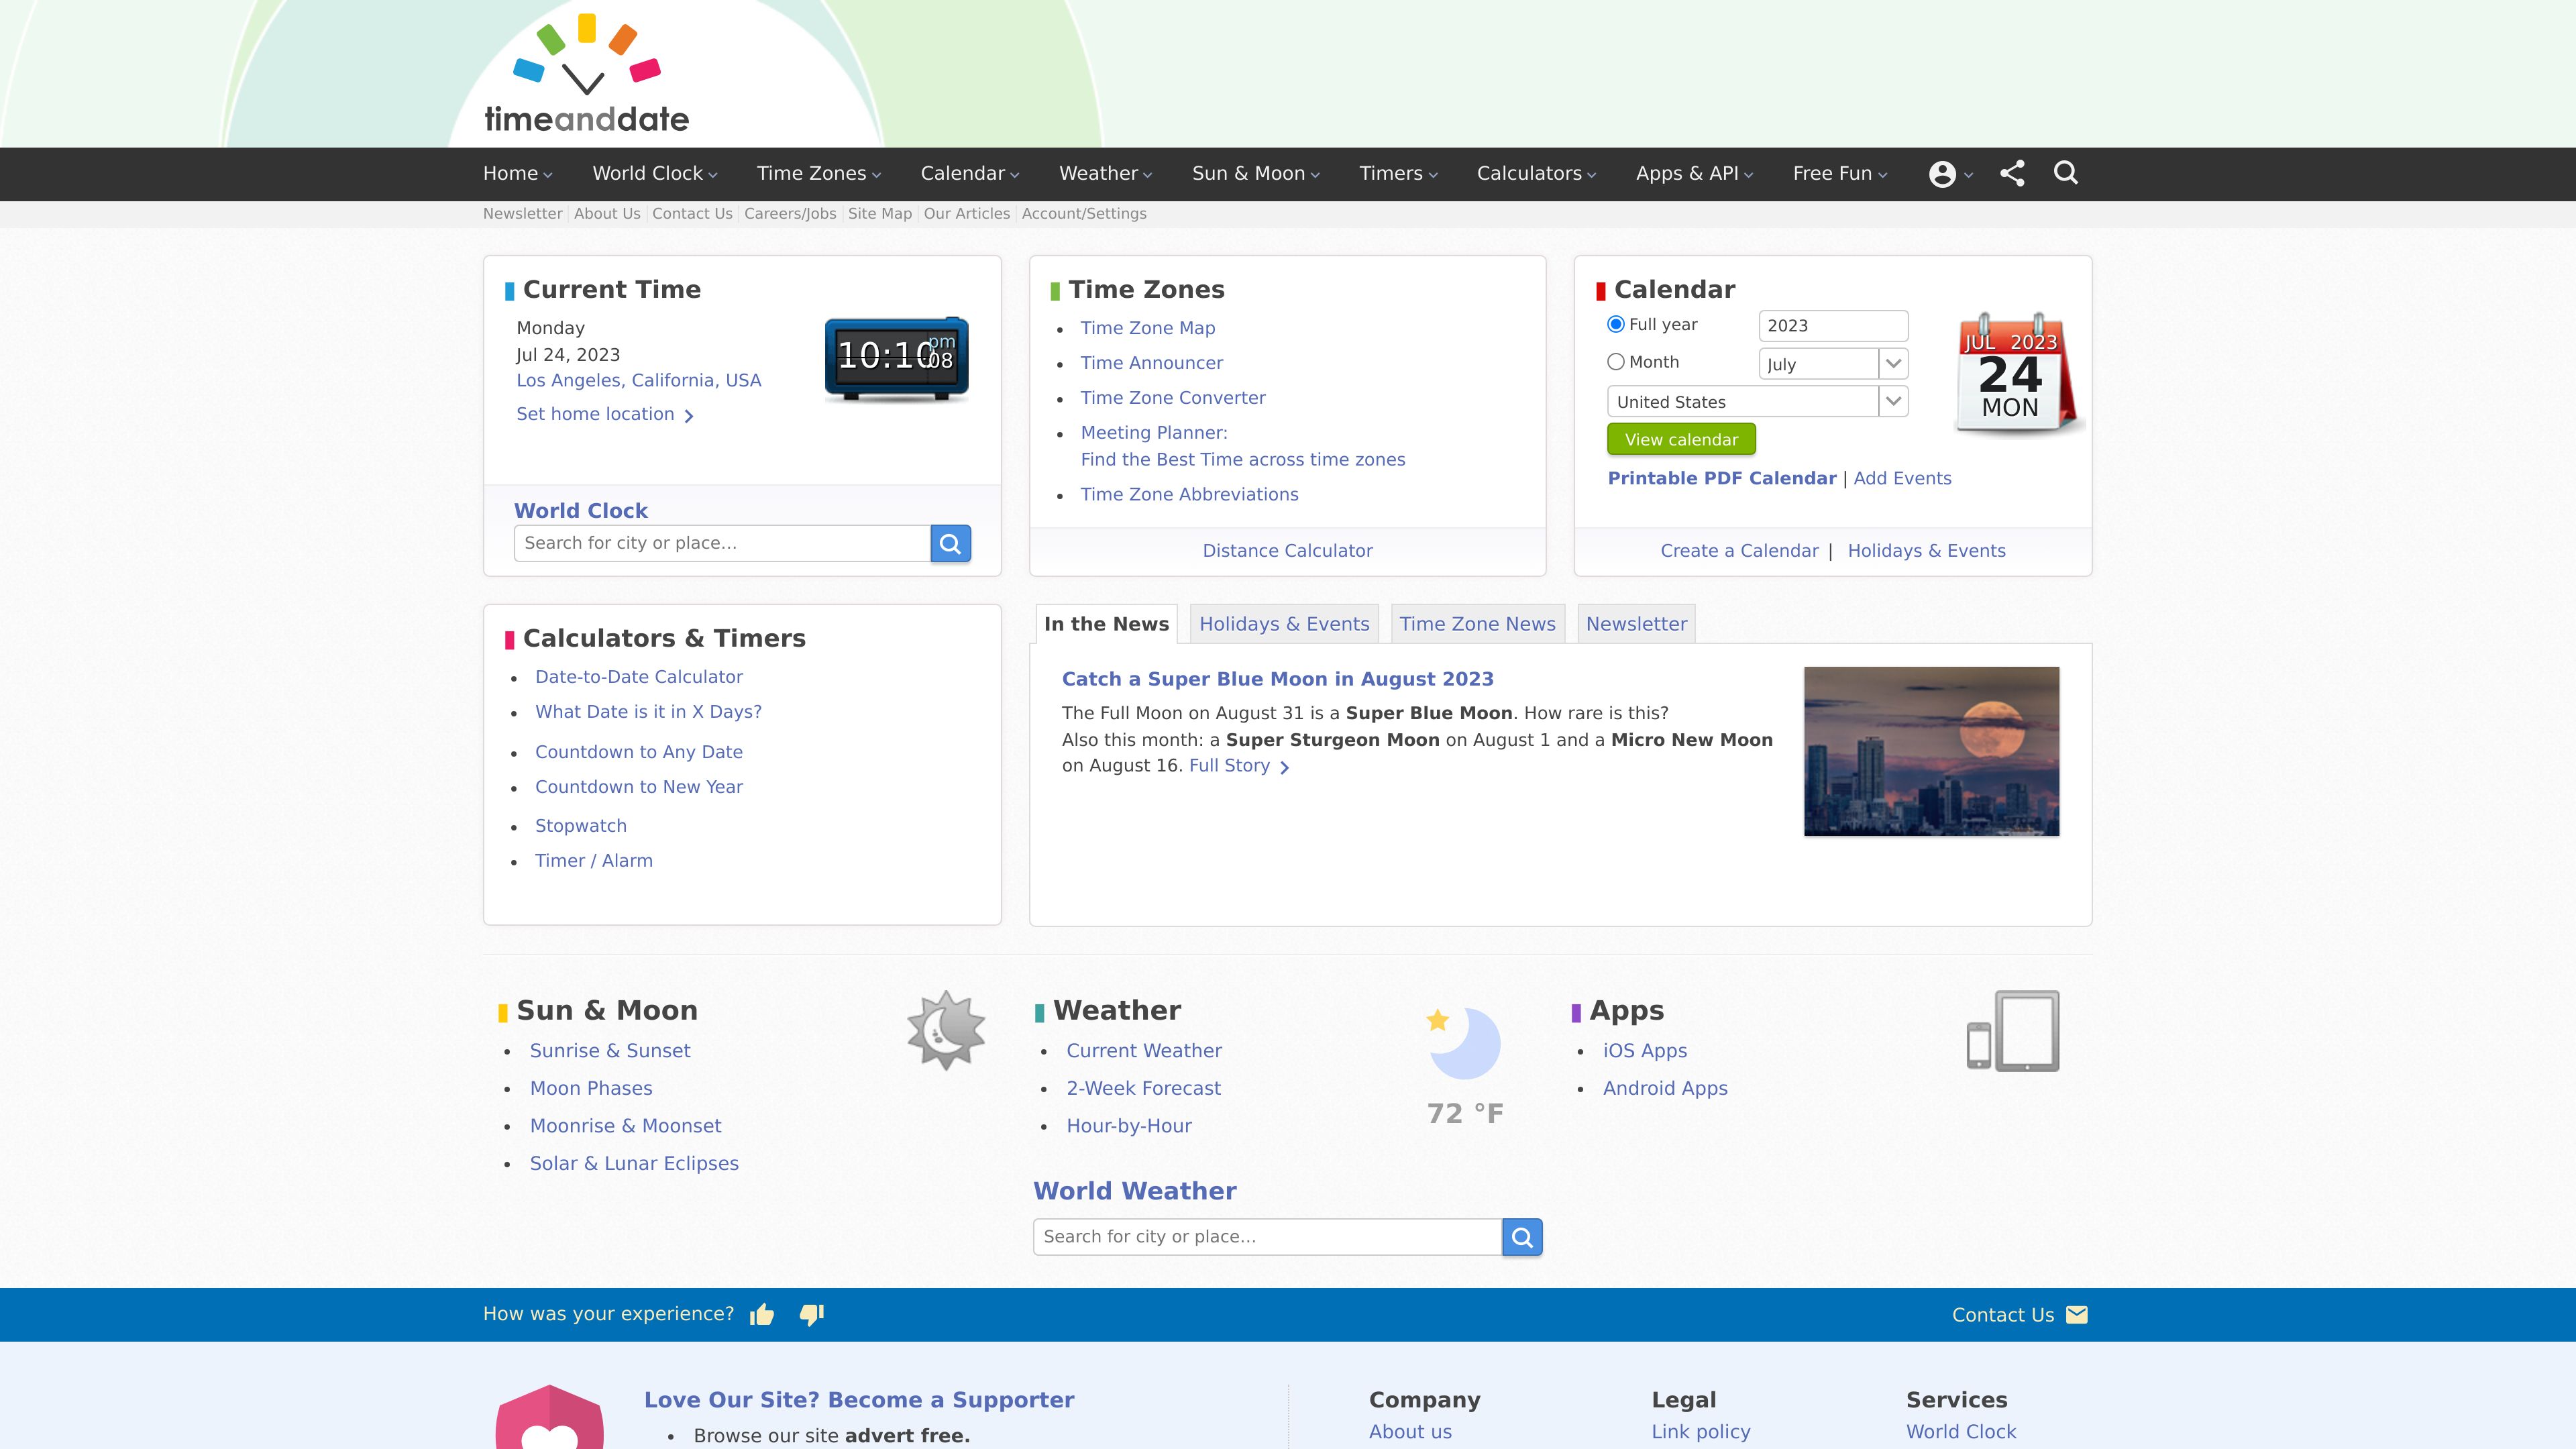 timeanddate
Home World Clock Time Zones Calendar Weather Sun & Moon Timers Calculators Apps & API Free Fun
Newsletter About Us Contact Us Careers/Jobs Site Map Our Articles Account/Settings
Current Time
Monday
Jul 24, 2023
Los Angeles, California, USA
Set home location
10:10
pm
08
World Clock
Search for city or place...
Time Zones
Time Zone Map
Time Announcer
Time Zone Converter
Meeting Planner:
Find the Best Time across time zones
Time Zone Abbreviations
Distance Calculator
Calendar
Full year 2023
Month July
United States
View calendar
JUL 2023
24
MON
Printable PDF Calendar | Add Events
Create a Calendar | Holidays & Events
Calculators & Timers
Date-to-Date Calculator
What Date is it in X Days?
Countdown to Any Date
Countdown to New Year
Stopwatch
Timer / Alarm
In the News Holidays & Events Time Zone News Newsletter
Catch a Super Blue Moon in August 2023
The Full Moon on August 31 is a Super Blue Moon. How rare is this?
Also this month: a Super Sturgeon Moon on August 1 and a Micro New Moon
on August 16. Full Story
Sun & Moon
Sunrise & Sunset
Moon Phases
Moonrise & Moonset
Solar & Lunar Eclipses
Weather
Current Weather
2-Week Forecast
Hour-by-Hour
72 °F
World Weather
Search for city or place...
Apps
iOS Apps
Android Apps
How was your experience?
Contact Us
Love Our Site? Become a Supporter
Browse our site advert free.
Company
About us
Legal
Link policy
Services
World Clock